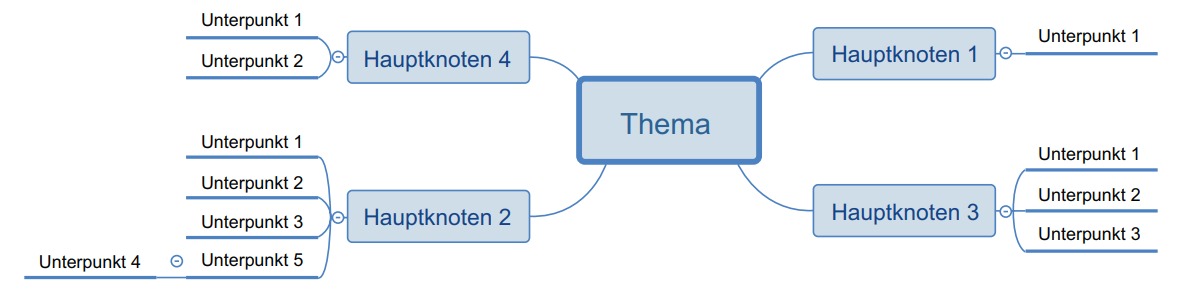 Thema
Hauptknoten 1
Unterpunkt 1
Hauptknoten 3
Unterpunkt 1
Unterpunkt 2
Unterpunkt 3
Hauptknoten 4
Unterpunkt 1
Unterpunkt 2
Hauptknoten 2
Unterpunkt 1
Unterpunkt 2
Unterpunkt 3
Unterpunkt 5
Unterpunkt 4